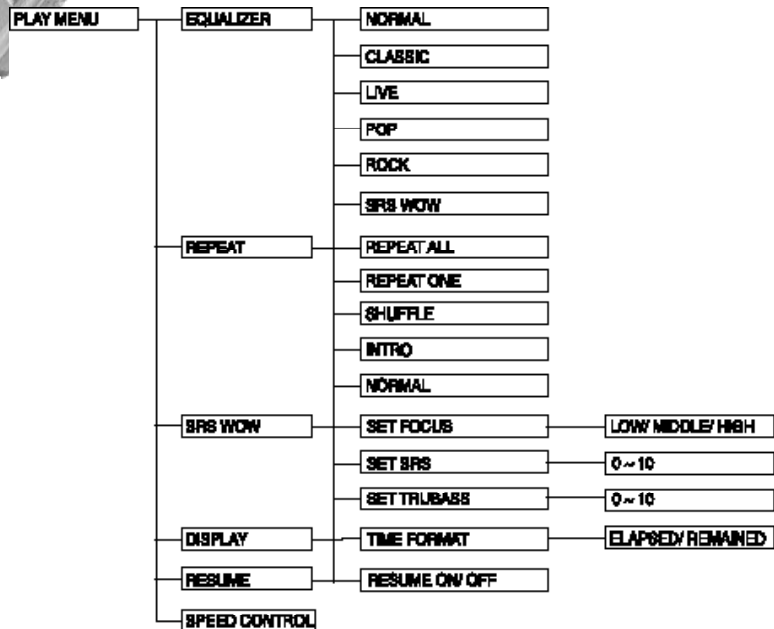 PLAY MENU
EQUALIZER
NORMAL
CLASSIC
LIVE
POP
ROCK
SRS WOW
REPEAT
REPEAT ALL
REPEAT ONE
SHUFFLE
INTRO
NORMAL
SRS WOW
SET FOCUS
LOW/ MIDDLE/ HIGH
SET SRS
0 ~ 10
SET TRUBASS
0 ~ 10
DISPLAY
TIME FORMAT
ELAPSED/ REMAINED
RESUME
RESUME ON/ OFF
SPEED CONTROL